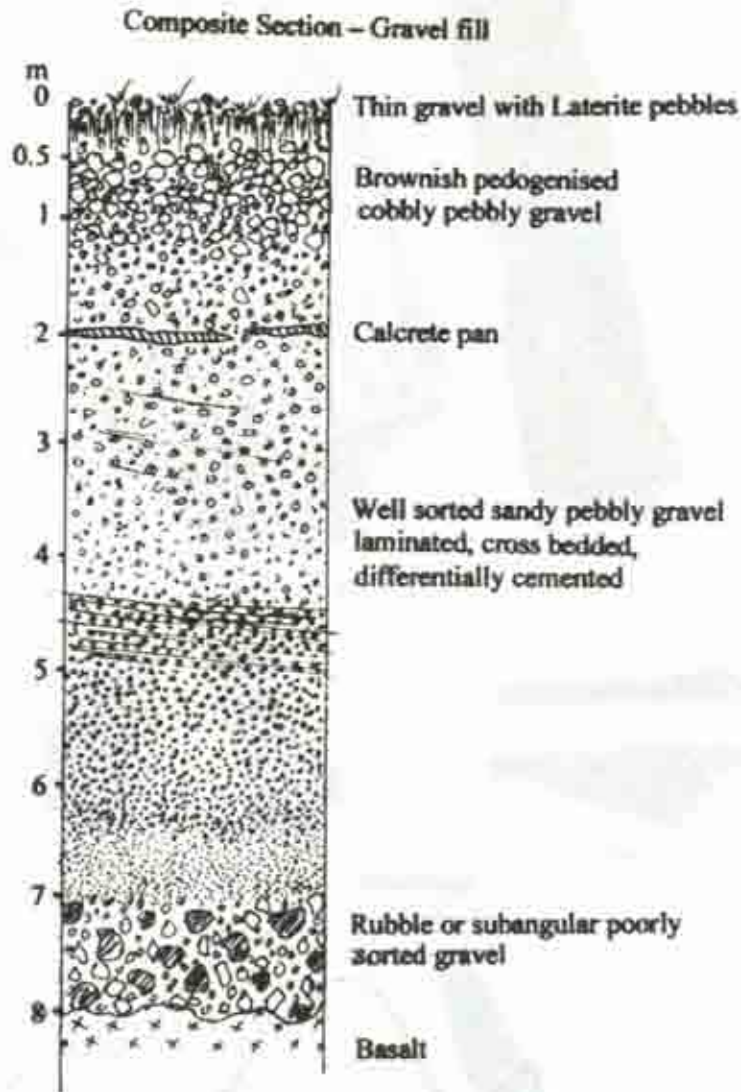 Composite Section – Gravel fill
m
0
Thin gravel with Laterite pebbles
0.5
Brownish pedogenised
cobbly pebbly gravel
1
2
Calcrete pan
3
Well sorted sandy pebbly gravel
laminated, cross bedded,
differentially cemented
4
5
6
7
Rubble or subangular poorly
sorted gravel
8
Basalt